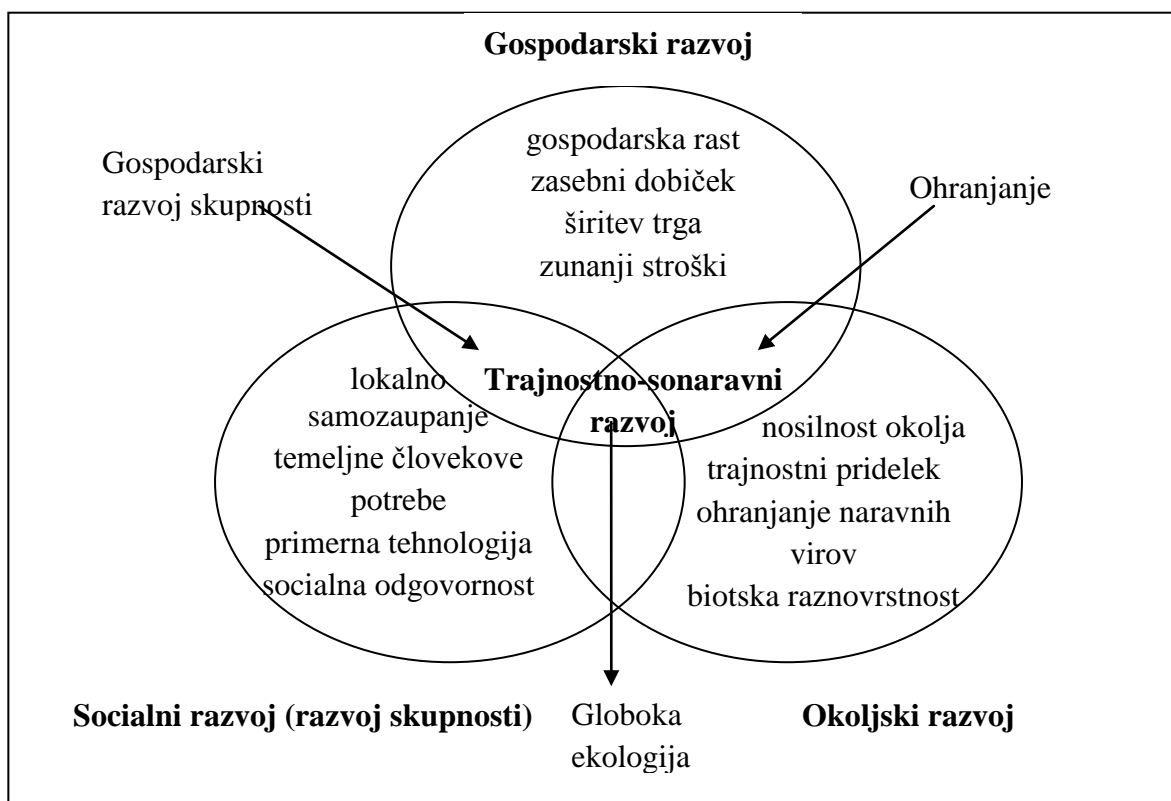 Gospodarski razvoj
gospodarska rast
zasebni dobiček
širitev trga
zunanji stroški
Gospodarski
razvoj skupnosti
Ohranjanje
Trajnostno-sonaravni
razvoj
lokalno
samozaupanje
temeljne človekove
potrebe
primerna tehnologija
socialna odgovornost
nosilnost okolja
trajnostni pridelek
ohranjanje naravnih
virov
biotska raznovrstnost
Socialni razvoj (razvoj skupnosti)
Globoka
ekologija
Okoljski razvoj